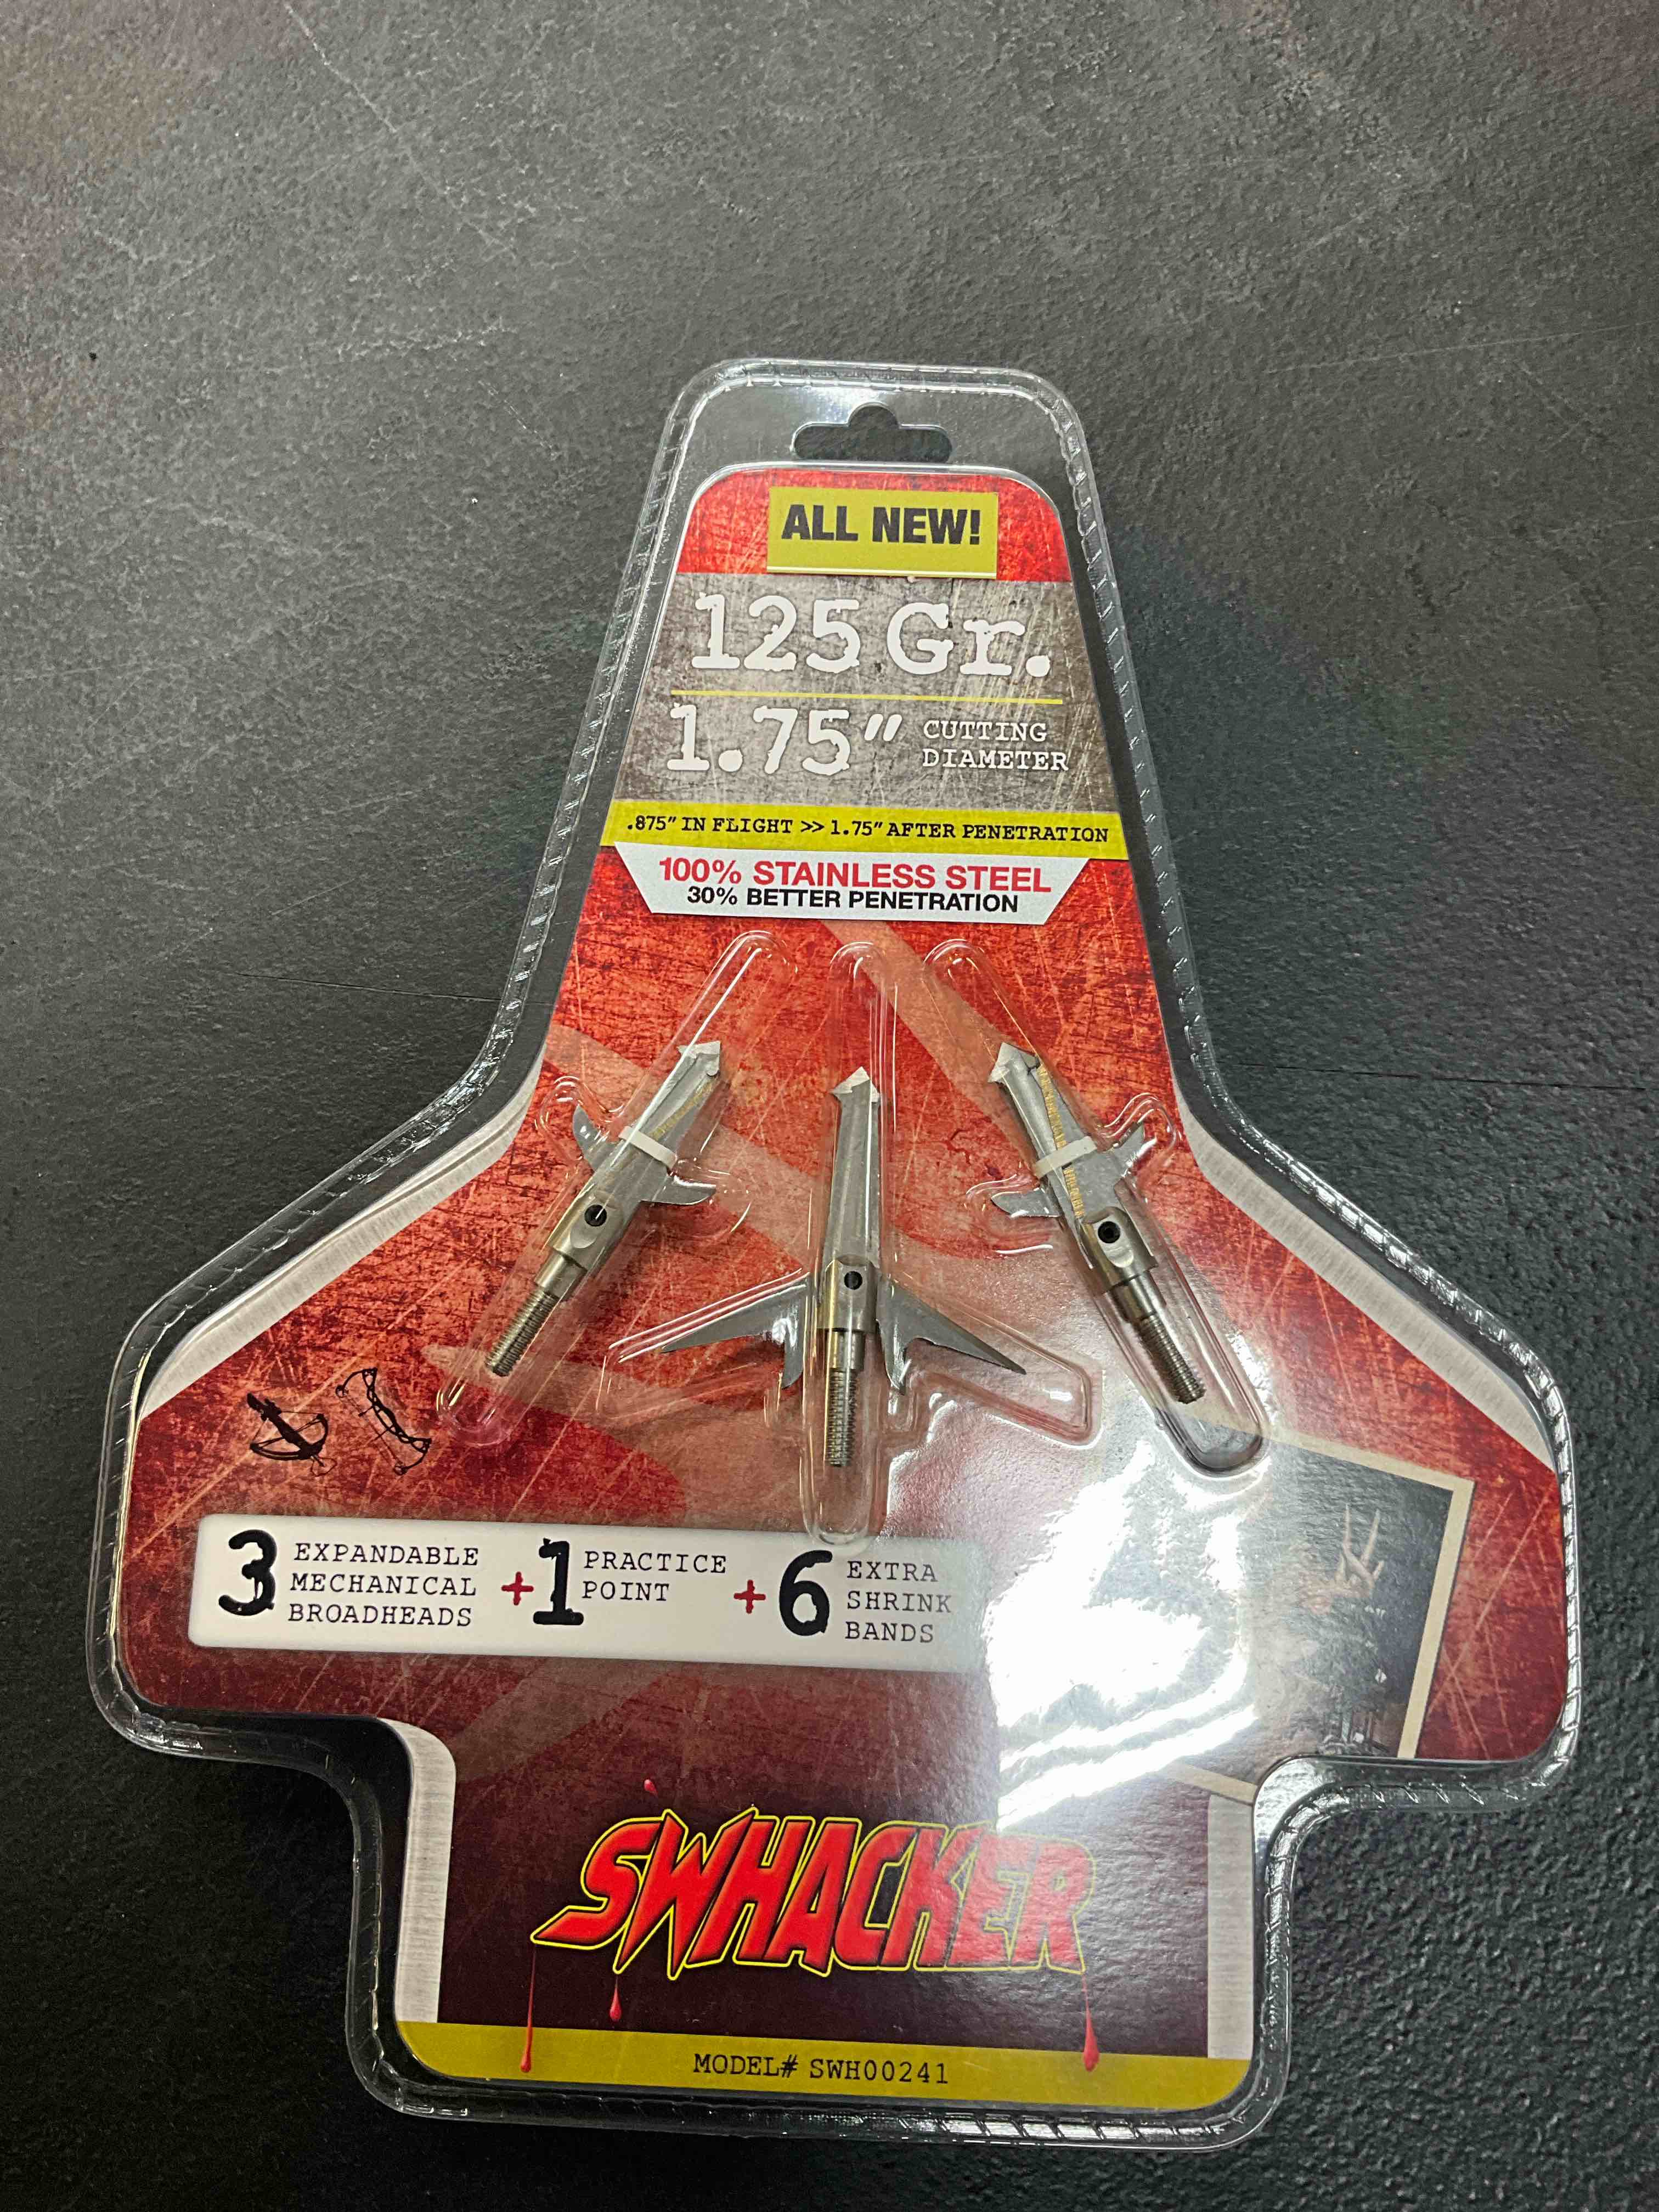 ALL NEW!
125 Gr.
1.75" CUTTING DIAMETER
.875" IN FLIGHT >> 1.75" AFTER PENETRATION
100% STAINLESS STEEL
30% BETTER PENETRATION
3 EXPANDABLE MECHANICAL BROADHEADS + 1 PRACTICE POINT + 6 EXTRA SHRINK BANDS
SWHACKER
MODEL# SWH00241